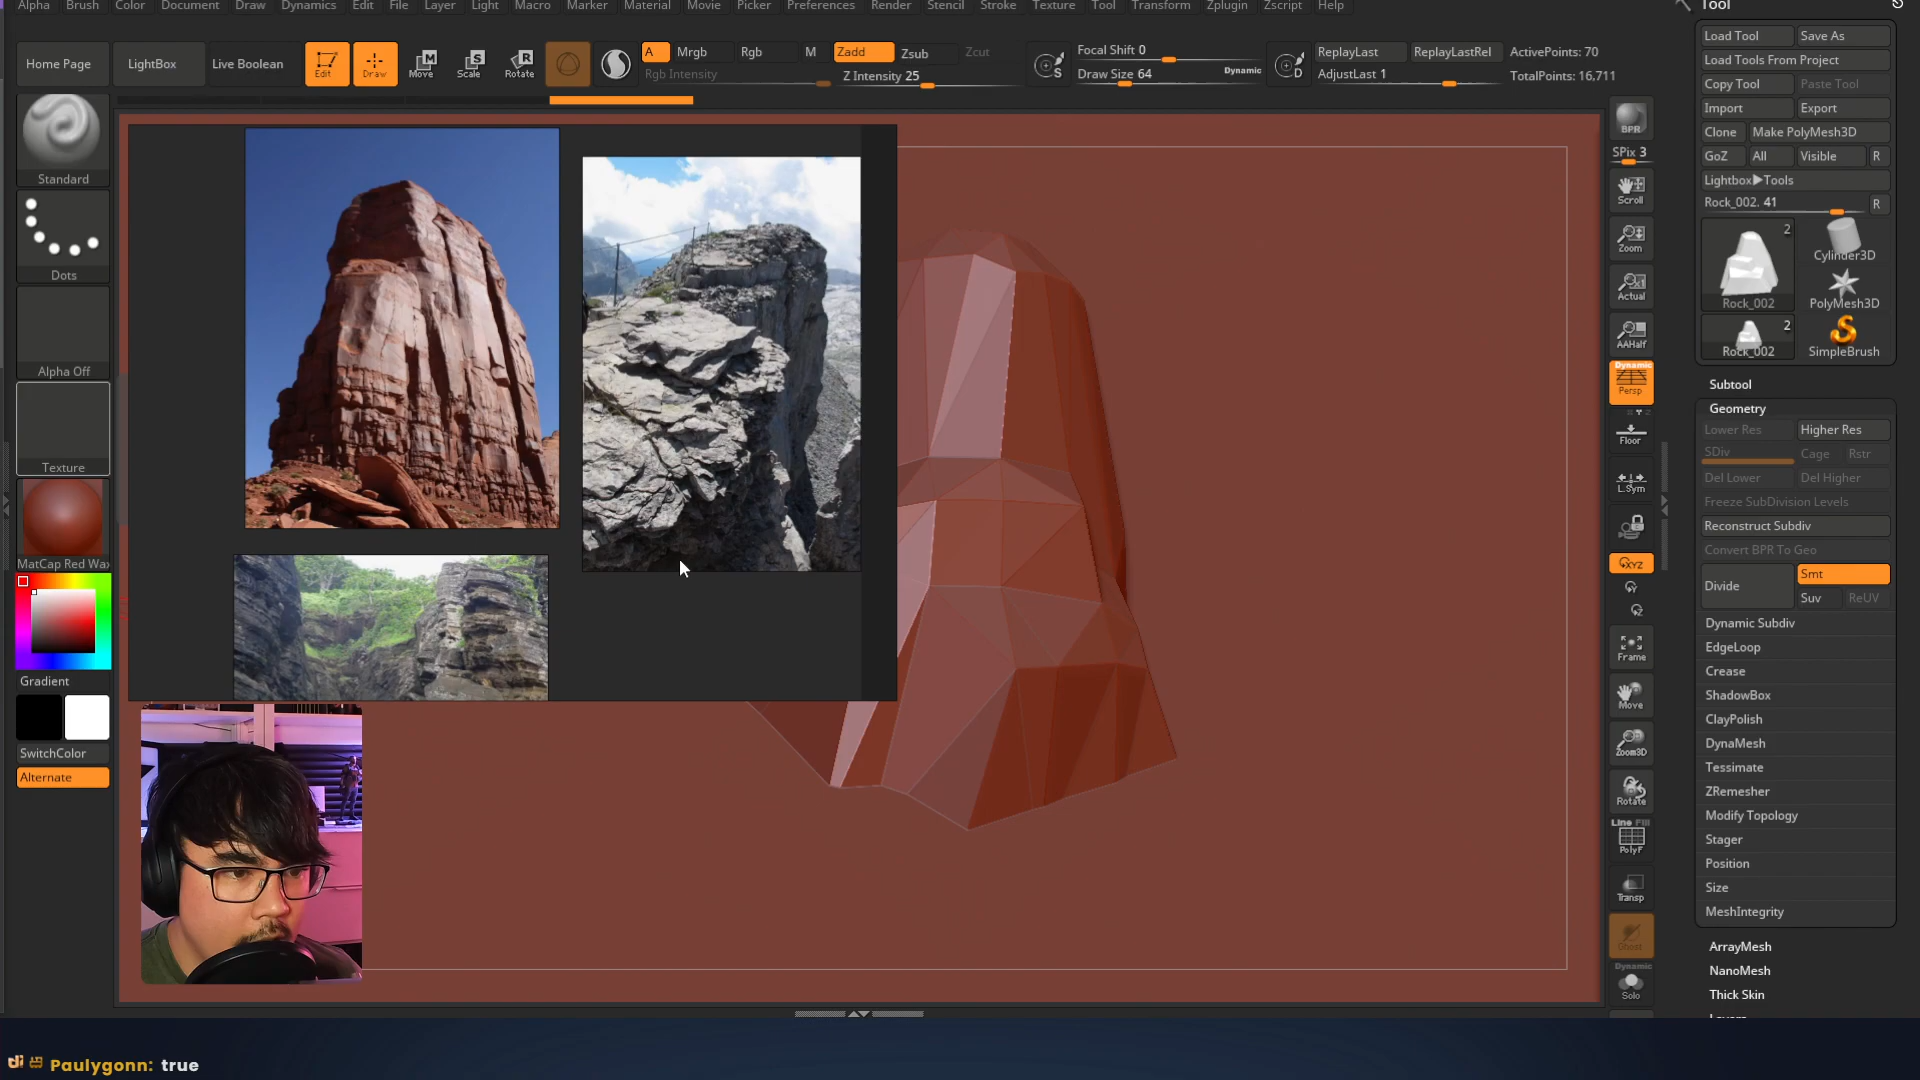 Alpha Brush Color Document Draw Dynamics Edit File Layer Light Macro Marker Material Movie Picker Preferences Render Stencil Stroke Texture Tool Transform Zplugin Zscript Help
Tool
Home Page LightBox Live Boolean Edit Draw Move Scale Rotate
A Mrgb Rgb M Zadd Zsub Zcut
Rgb Intensity Z Intensity 25
Focal Shift 0
Draw Size 64 Dynamic
ReplayLast ReplayLastRel ActivePoints: 70
AdjustLast 1 TotalPoints: 16,711
Standard
Dots
Alpha Off
Texture
MatCap Red Wax
Gradient
SwitchColor
Alternate
BPR
SPix 3
Scroll
Zoom
Actual
AAHalf
Dynamic
Persp
Floor
L.Sym
XYZ
Frame
Move
Zoom3D
Rotate
Line Fill
PolyF
Transp
Ghost
Dynamic
Solo
Load Tool Save As
Load Tools From Project
Copy Tool Paste Tool
Import Export
Clone Make PolyMesh3D
GoZ All Visible R
Lightbox▶Tools
Rock_002. 41 R
2
Rock_002
Cylinder3D
PolyMesh3D
2
Rock_002
SimpleBrush
Subtool
Geometry
Lower Res Higher Res
SDiv Cage Rstr
Del Lower Del Higher
Freeze SubDivision Levels
Reconstruct Subdiv
Convert BPR To Geo
Divide Smt
Suv ReUV
Dynamic Subdiv
EdgeLoop
Crease
ShadowBox
ClayPolish
DynaMesh
Tessimate
ZRemesher
Modify Topology
Stager
Position
Size
MeshIntegrity
ArrayMesh
NanoMesh
Thick Skin
Paulygonn: true